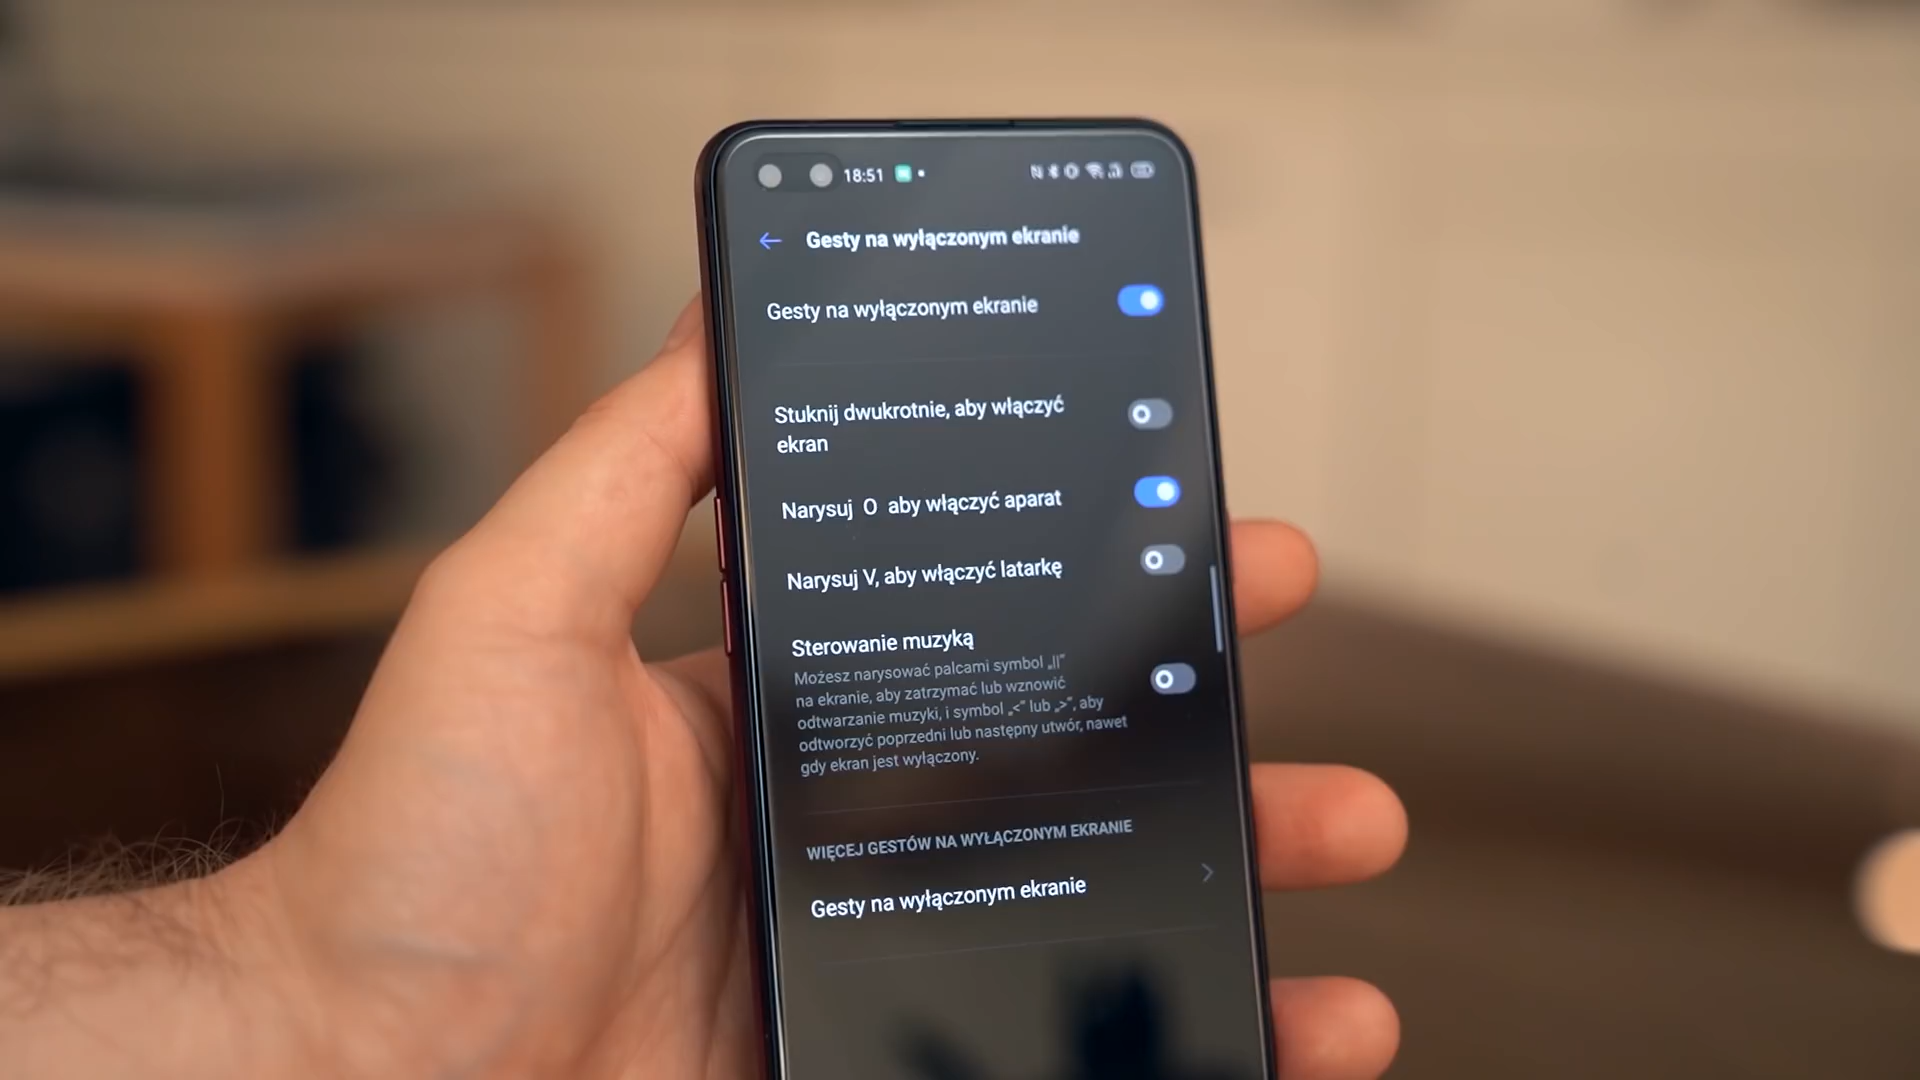 18:51
Gesty na wyłączonym ekranie
Gesty na wyłączonym ekranie
Stuknij dwukrotnie, aby włączyć
ekran
Narysuj O aby włączyć aparat
Narysuj V, aby włączyć latarkę
Sterowanie muzyką
Możesz narysować palcami symbol „||”
na ekranie, aby zatrzymać lub wznowić
odtwarzanie muzyki, i symbol „<” lub „>”, aby
odtworzyć poprzedni lub następny utwór, nawet
gdy ekran jest wyłączony.
WIĘCEJ GESTÓW NA WYŁĄCZONYM EKRANIE
Gesty na wyłączonym ekranie